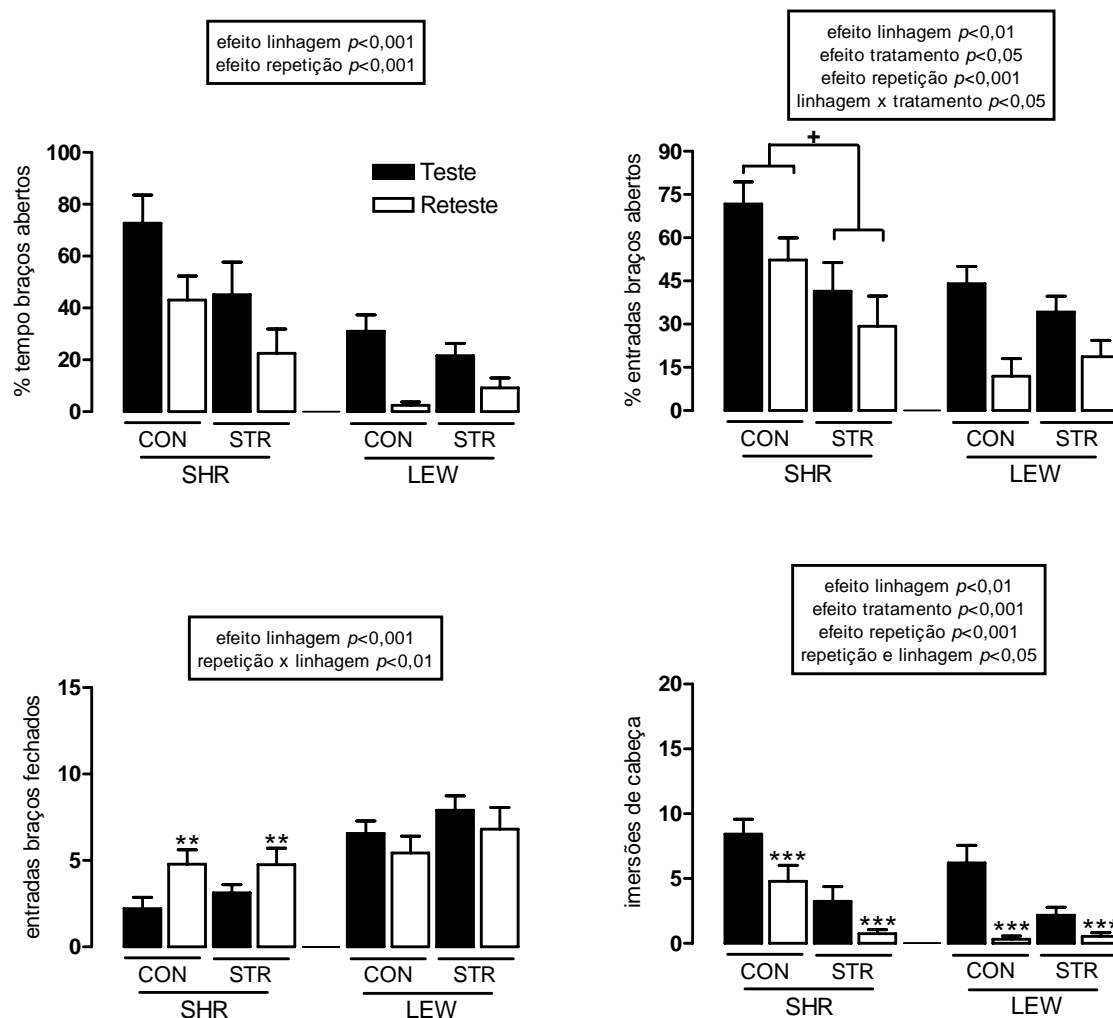 efeito linhagem p<0,001
efeito repetição p<0,001
% tempo braços abertos
100
80
60
40
20
0
Teste
Reteste
CON
STR
CON
STR
SHR
LEW
efeito linhagem p<0,01
efeito tratamento p<0,05
efeito repetição p<0,001
linhagem x tratamento p<0,05
% entradas braços abertos
90
75
60
45
30
15
0
+
CON
STR
CON
STR
SHR
LEW
efeito linhagem p<0,001
repetição x linhagem p<0,01
entradas braços fechados
15
10
5
0
**
**
CON
STR
CON
STR
SHR
LEW
efeito linhagem p<0,01
efeito tratamento p<0,001
efeito repetição p<0,001
repetição e linhagem p<0,05
imersões de cabeça
20
15
10
5
0
***
***
***
***
CON
STR
CON
STR
SHR
LEW